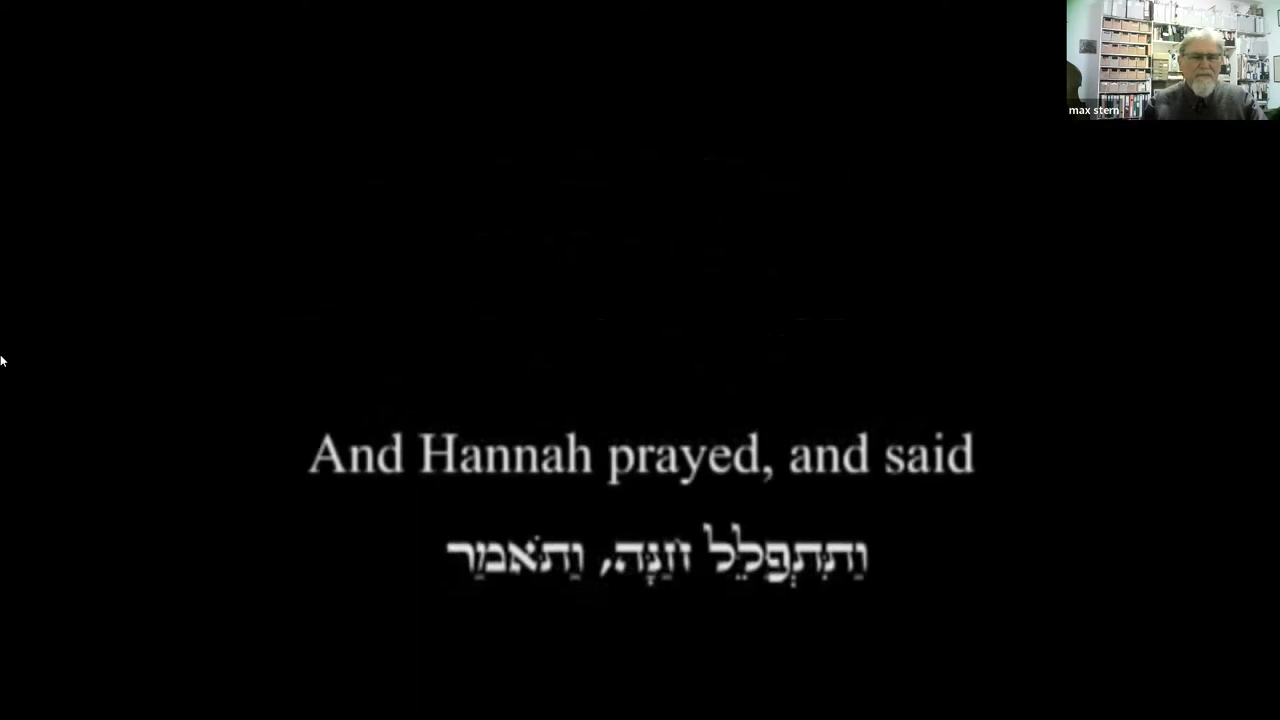 max stern
And Hannah prayed, and said
וַתִּתְפַּלֵּל חַנָּה, וַתֹּאמַר